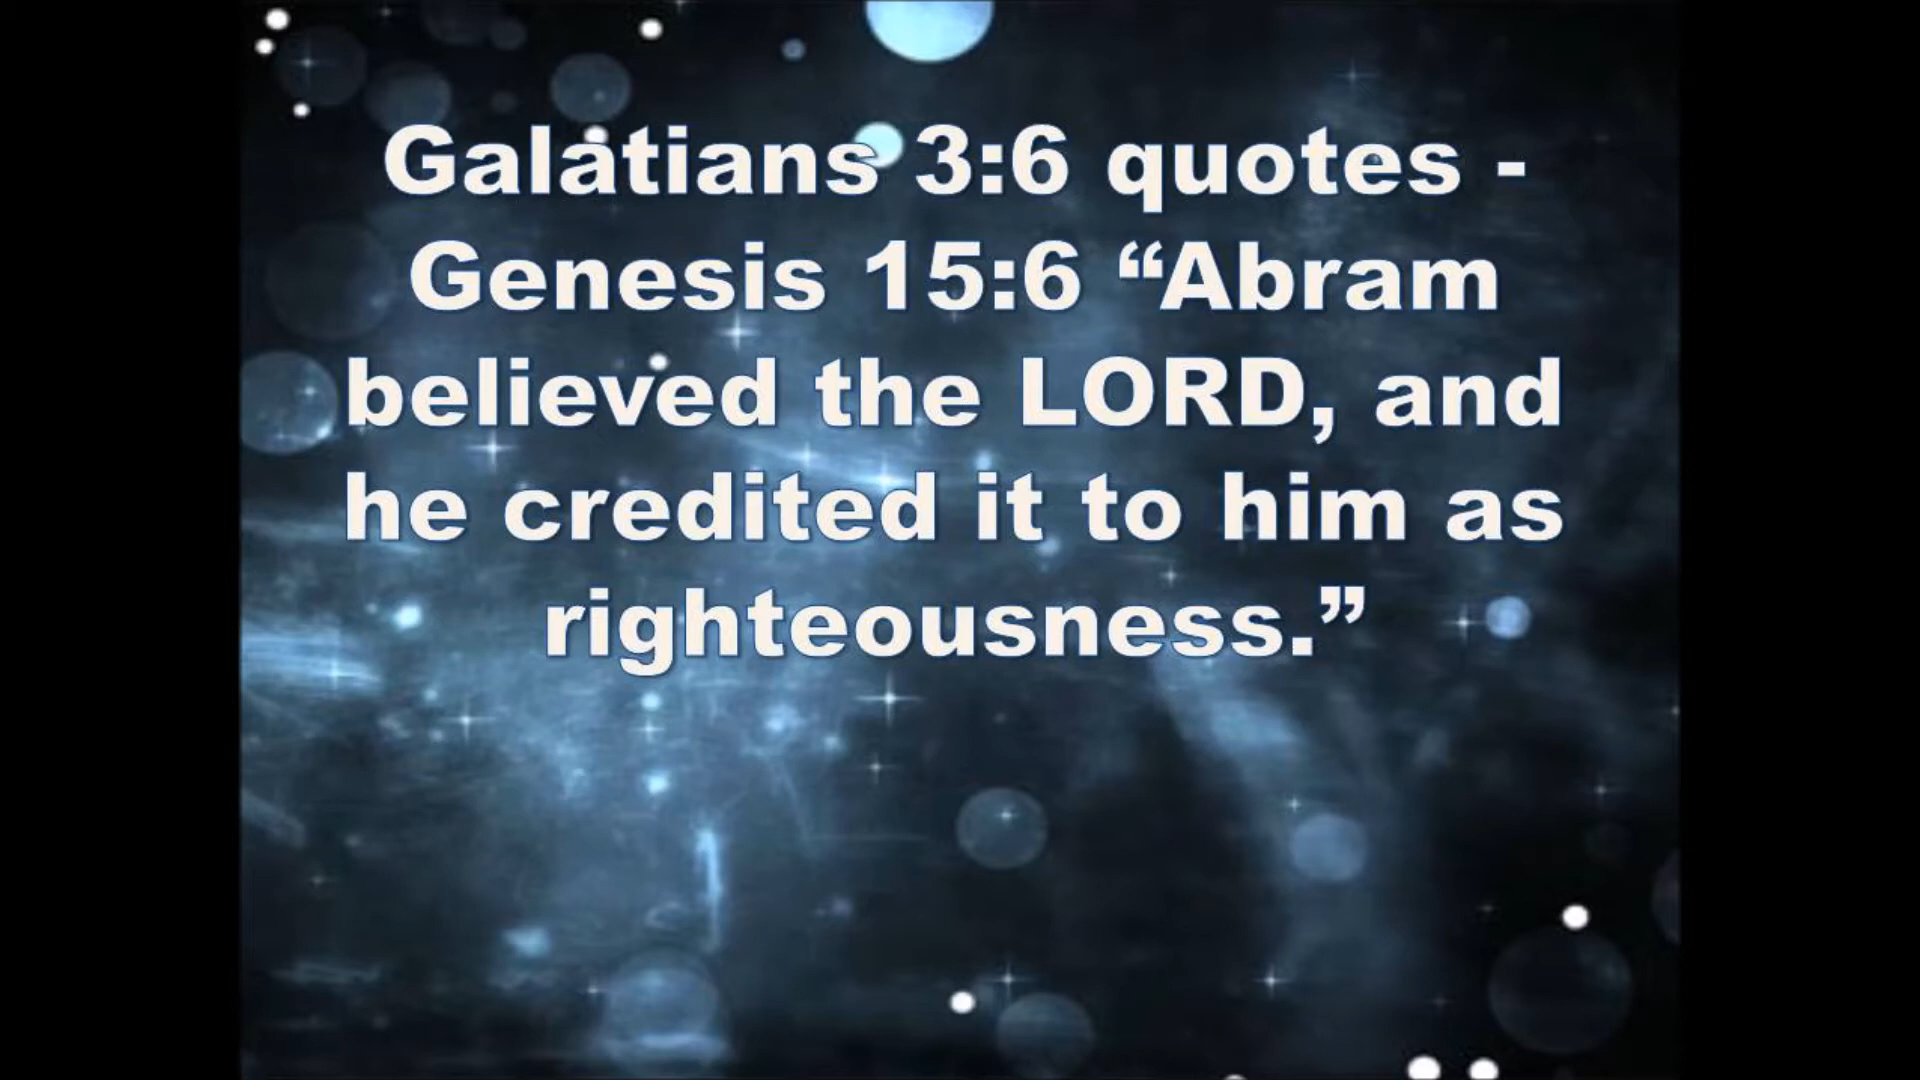 Galatians 3:6 quotes -
Genesis 15:6 “Abram
believed the LORD, and
he credited it to him as
righteousness.”